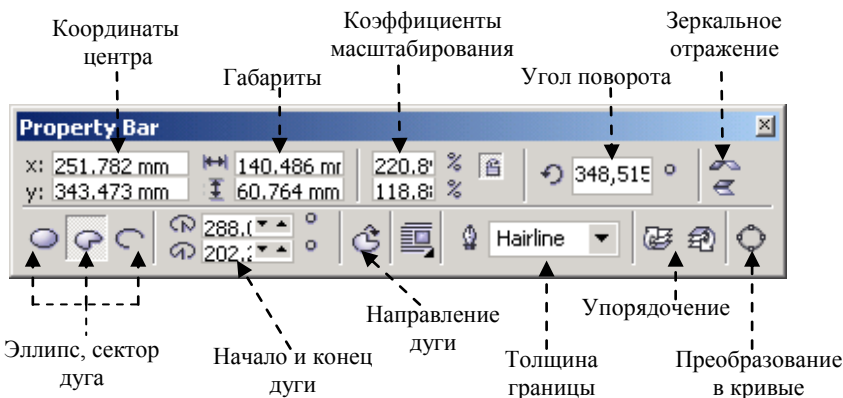 Координаты
центра
Габариты
Коэффициенты
масштабирования
Угол поворота
Зеркальное
отражение
Property Bar
x: 251,782 mm 140,486 mm 220,8 % 348,515 °
y: 343,473 mm 60,764 mm 118,8 %
288,( ° Hairline
202,2 °
Эллипс, сектор
дуга
Начало и конец
дуги
Направление
дуги
Толщина
границы
Упорядочение
Преобразование
в кривые